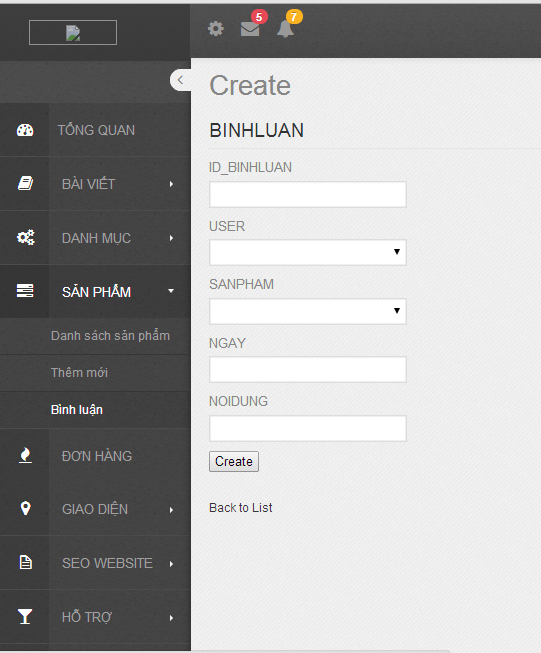 5
7
TỔNG QUAN
BÀI VIẾT
DANH MỤC
SẢN PHẨM
Danh sách sản phẩm
Thêm mới
Bình luận
ĐƠN HÀNG
GIAO DIỆN
SEO WEBSITE
HỖ TRỢ
Create
BINHLUAN
ID_BINHLUAN
USER
SANPHAM
NGAY
NOIDUNG
Create
Back to List